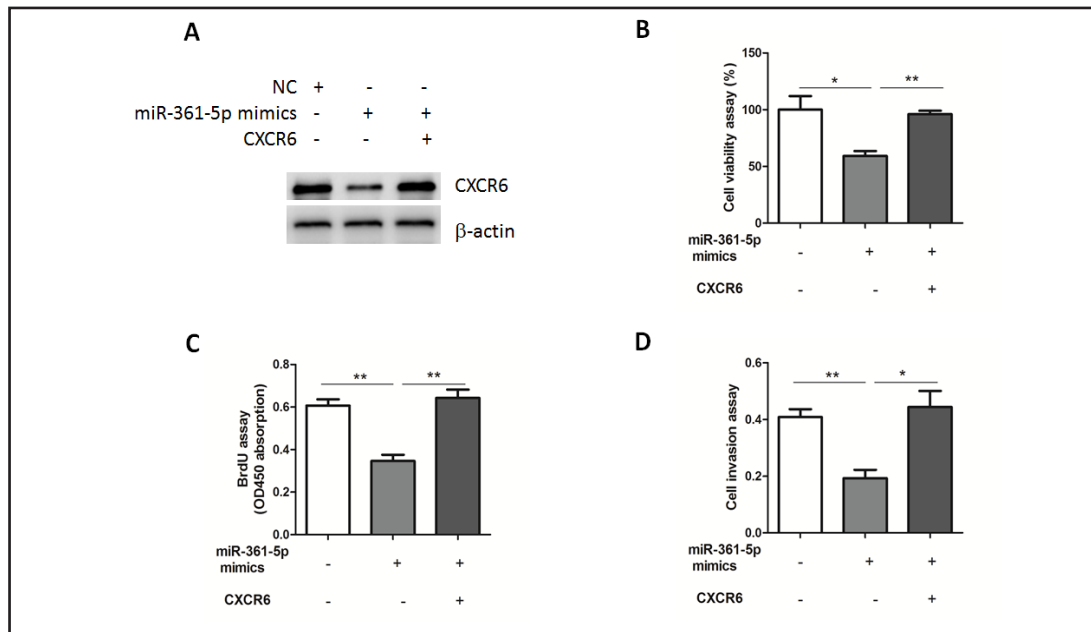 A
NC + - -
miR-361-5p mimics - + +
CXCR6 - - +
CXCR6
β-actin
B
Cell viability assay (%)
150
100
50
0
* **
miR-361-5p
mimics - + +
CXCR6 - - +
C
BrdU assay
(OD450 absorption)
0.8
0.6
0.4
0.2
0.0
** **
miR-361-5p
mimics - + +
CXCR6 - - +
D
Cell invasion assay
0.6
0.4
0.2
0.0
** *
miR-361-5p
mimics - + +
CXCR6 - - +